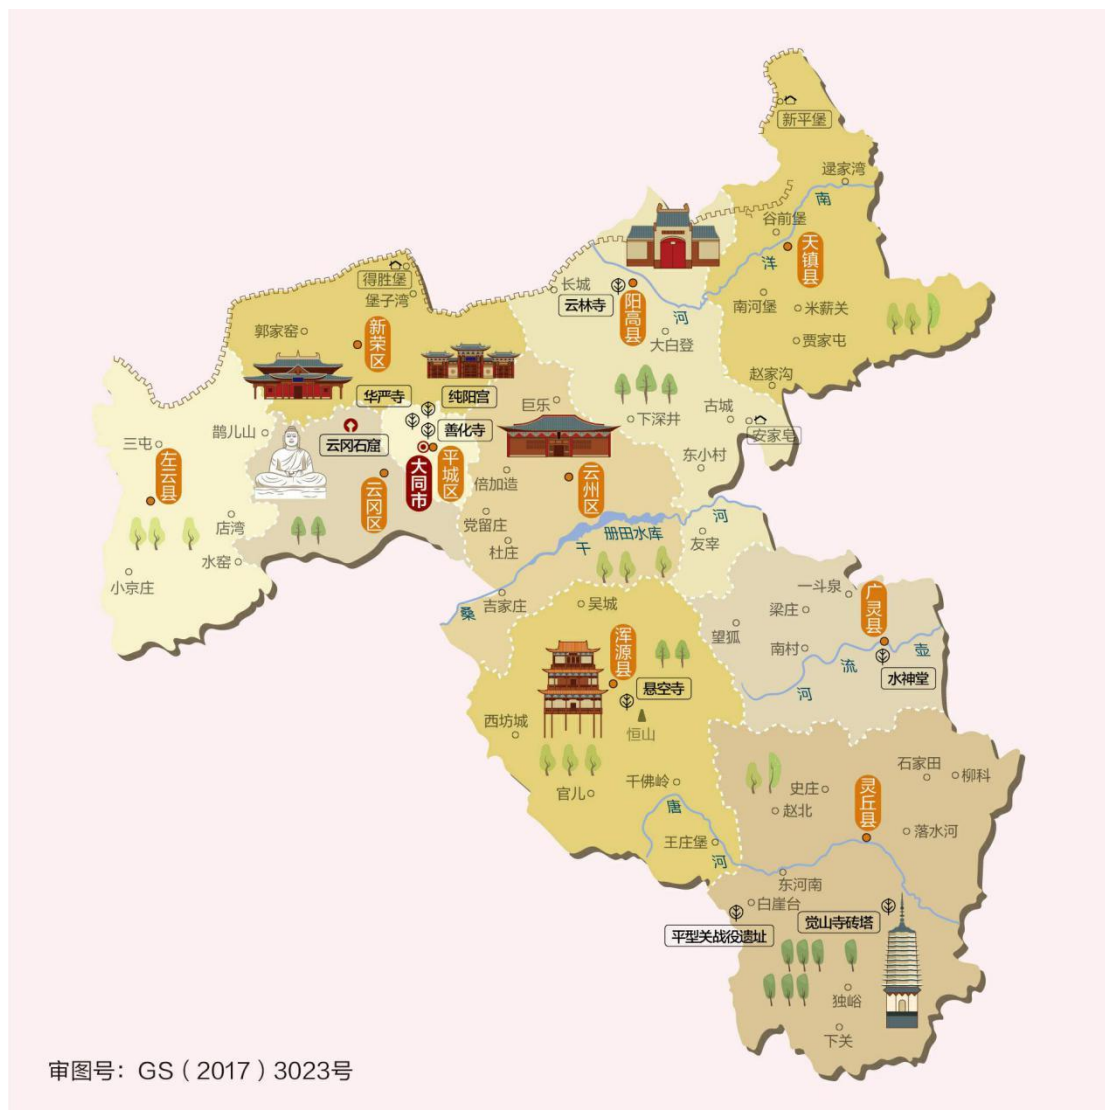 新平堡
逯家湾
南
谷前堡
天镇县
洋
得胜堡
堡子湾
长城
云林寺
阳高县
南河堡
米薪关
河
郭家窑
新荣区
大白登
贾家屯
赵家沟
华严寺
纯阳宫
巨乐
古城
下深井
安家皂
鹊儿山
云冈石窟
善化寺
三屯
左云县
大同市
平城区
云冈区
倍加造
云州区
东小村
店湾
党留庄
河
册田水库
干
友宰
杜庄
水窑
小京庄
吉家庄
桑
吴城
一斗泉
广灵县
梁庄
望狐
南村
壶
流
河
水神堂
浑源县
悬空寺
恒山
西坊城
千佛岭
官儿
石家田
柳科
史庄
灵丘县
赵北
唐
王庄堡
河
落水河
东河南
白崖台
觉山寺砖塔
平型关战役遗址
独峪
下关
审图号：GS（2017）3023号